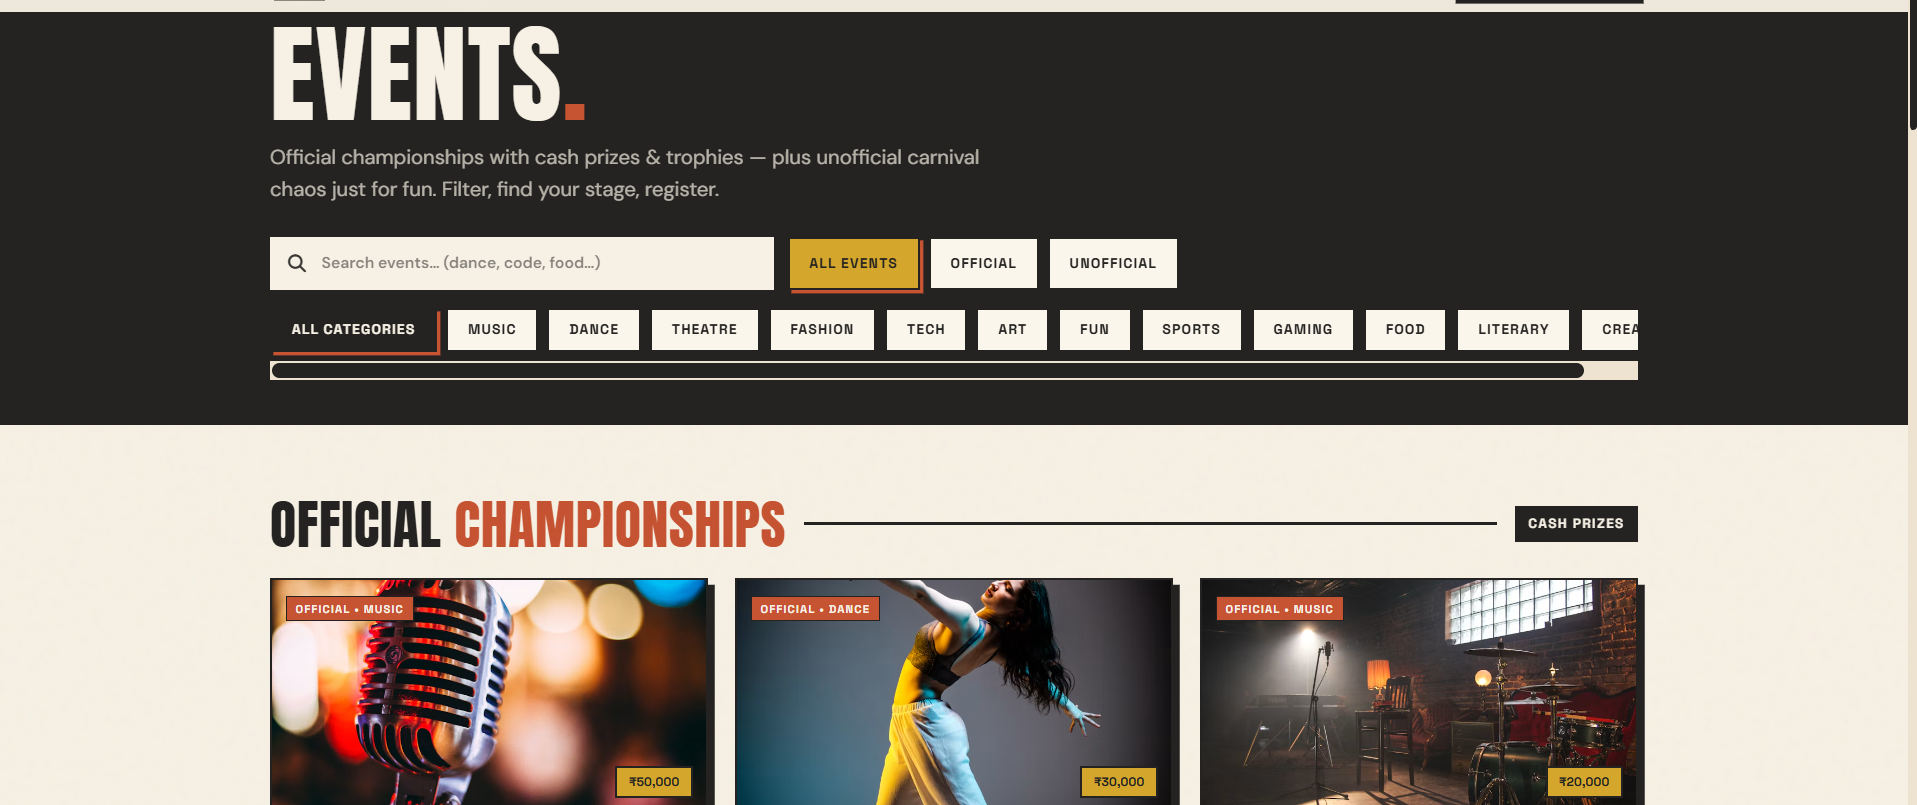 EVENTS.
Official championships with cash prizes & trophies — plus unofficial carnival
chaos just for fun. Filter, find your stage, register.
Search events... (dance, code, food...)
ALL EVENTS
OFFICIAL
UNOFFICIAL
ALL CATEGORIES
MUSIC
DANCE
THEATRE
FASHION
TECH
ART
FUN
SPORTS
GAMING
FOOD
LITERARY
CREA
OFFICIAL CHAMPIONSHIPS
CASH PRIZES
OFFICIAL • MUSIC
OFFICIAL • DANCE
OFFICIAL • MUSIC
₹50,000
₹30,000
₹20,000